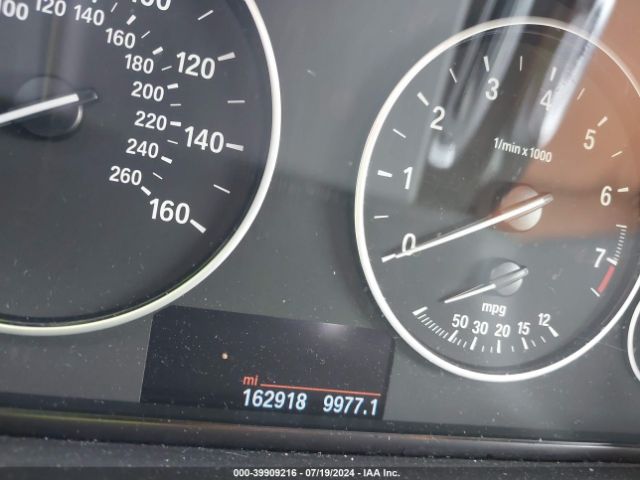 100 120 140 160 180 200 220 240 260
120 140 160
0 1 2 3 4 5 6 7
1/min x 1000
mpg
50 30 20 15 12
mi
162918 9977.1
000-39909216 - 07/19/2024 - IAA Inc.